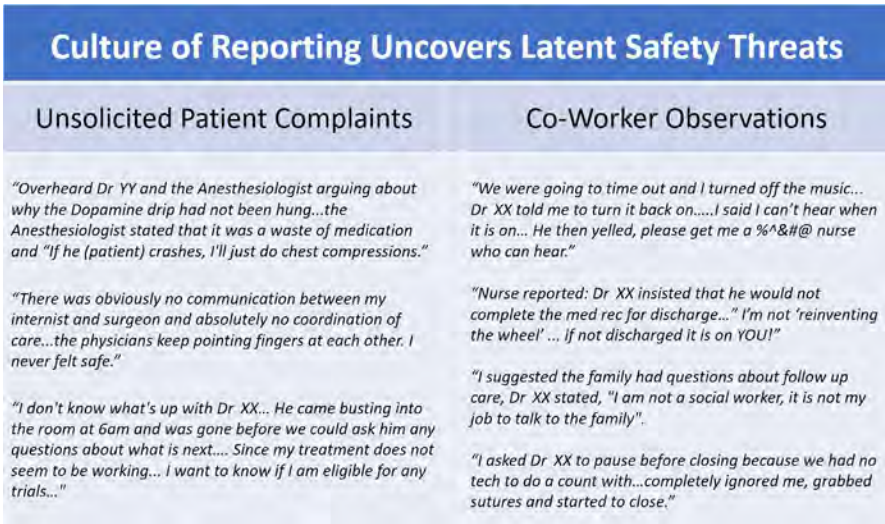 Culture of Reporting Uncovers Latent Safety Threats
Unsolicited Patient Complaints
"Overheard Dr YY and the Anesthesiologist arguing about
why the Dopamine drip had not been hung...the
Anesthesiologist stated that it was a waste of medication
and "If he (patient) crashes, I'll just do chest compressions."
"There was obviously no communication between my
internist and surgeon and absolutely no coordination of
care...the physicians keep pointing fingers at each other. I
never felt safe."
"I don't know what's up with Dr XX... He came busting into
the room at 6am and was gone before we could ask him any
questions about what is next.... Since my treatment does not
seem to be working... I want to know if I am eligible for any
trials..."
Co-Worker Observations
"We were going to time out and I turned off the music...
Dr XX told me to turn it back on.....I said I can't hear when
it is on... He then yelled, please get me a %^&#@ nurse
who can hear."
"Nurse reported: Dr XX insisted that he would not
complete the med rec for discharge..." I'm not 'reinventing
the wheel' ... if not discharged it is on YOU!"
"I suggested the family had questions about follow up
care, Dr XX stated, "I am not a social worker, it is not my
job to talk to the family".
"I asked Dr XX to pause before closing because we had no
tech to do a count with...completely ignored me, grabbed
sutures and started to close."